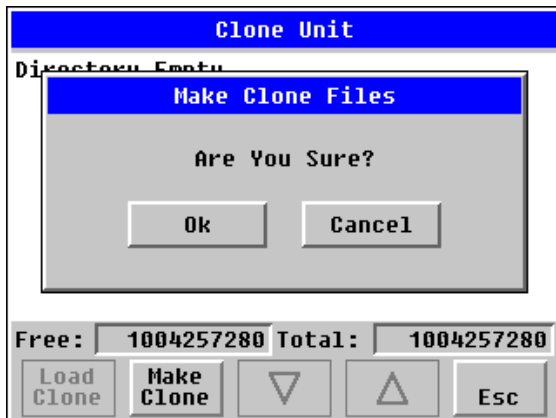 Clone Unit
Directory Empty
Make Clone Files
Are You Sure?
Ok Cancel
Free: 1004257280 Total: 1004257280
Load Clone Make Clone Esc